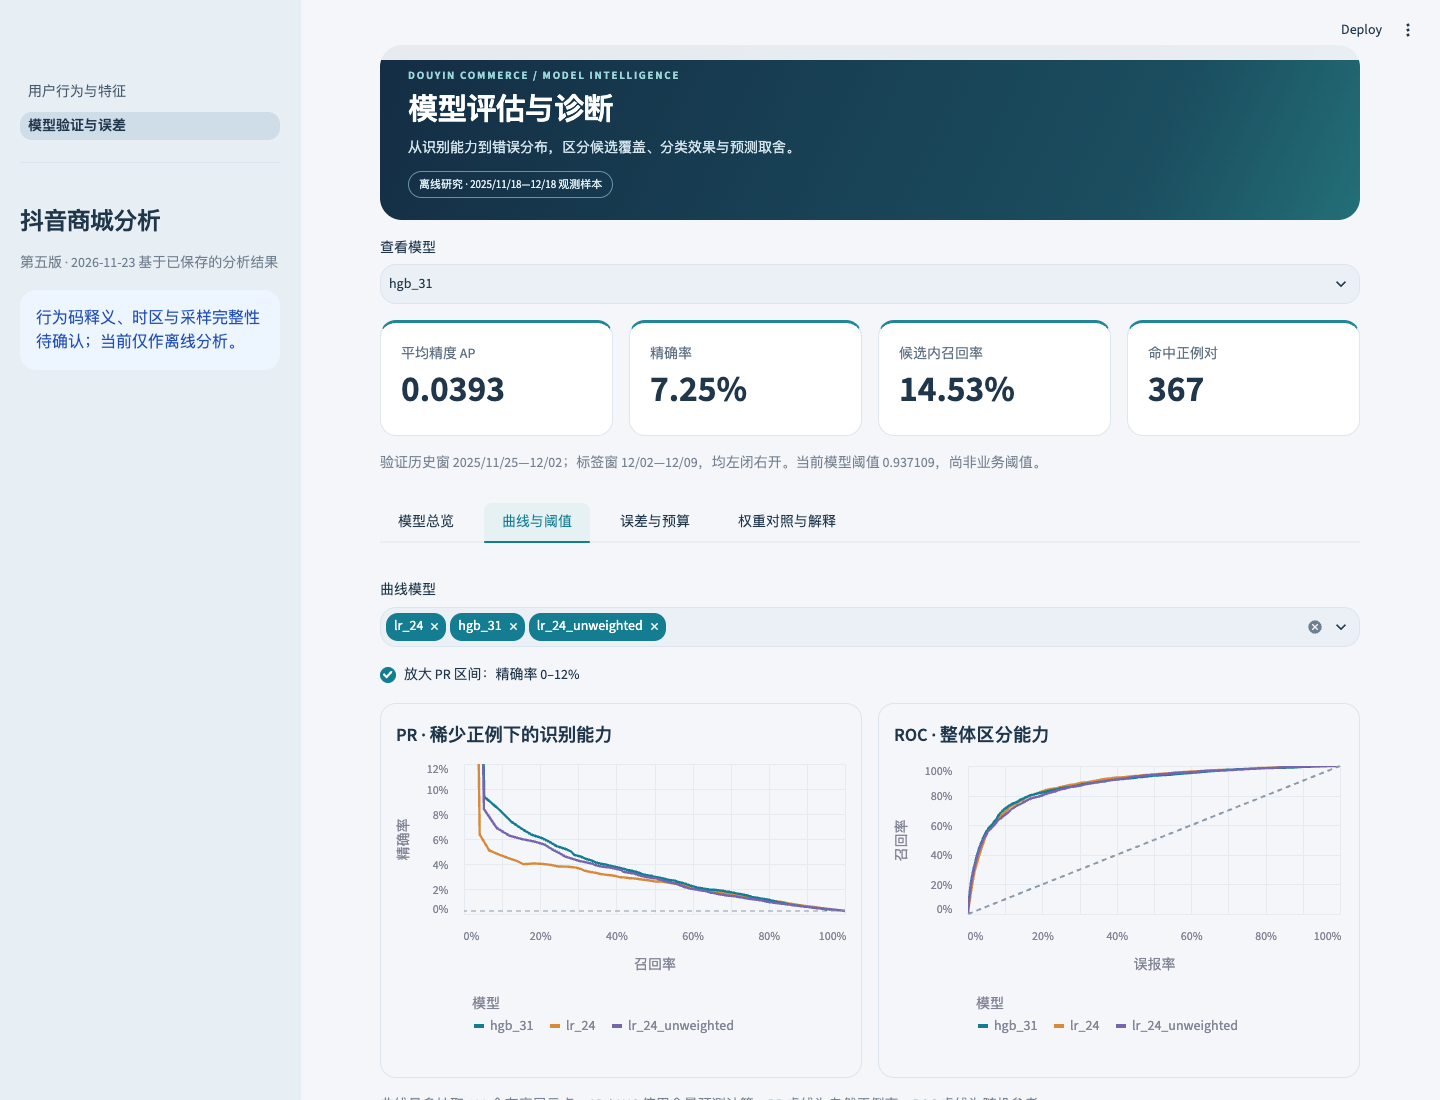 Deploy
用户行为与特征
模型验证与误差
抖音商城分析
第五版 · 2026-11-23 基于已保存的分析结果
行为码释义、时区与采样完整性
待确认；当前仅作离线分析。
DOUYIN COMMERCE / MODEL INTELLIGENCE
模型评估与诊断
从识别能力到错误分布，区分候选覆盖、分类效果与预测取舍。
离线研究 · 2025/11/18—12/18 观测样本
查看模型
hgb_31
平均精度 AP
0.0393
精确率
7.25%
候选内召回率
14.53%
命中正例对
367
验证历史窗 2025/11/25—12/02；标签窗 12/02—12/09，均左闭右开。当前模型阈值 0.937109，尚非业务阈值。
模型总览
曲线与阈值
误差与预算
权重对照与解释
曲线模型
lr_24
hgb_31
lr_24_unweighted
放大 PR 区间：精确率 0–12%
PR · 稀少正例下的识别能力
12%
10%
8%
6%
4%
2%
0%
精确率
0% 20% 40% 60% 80% 100%
召回率
模型
hgb_31 lr_24 lr_24_unweighted
ROC · 整体区分能力
100%
80%
60%
40%
20%
0%
召回率
0% 20% 40% 60% 80% 100%
误报率
模型
hgb_31 lr_24 lr_24_unweighted